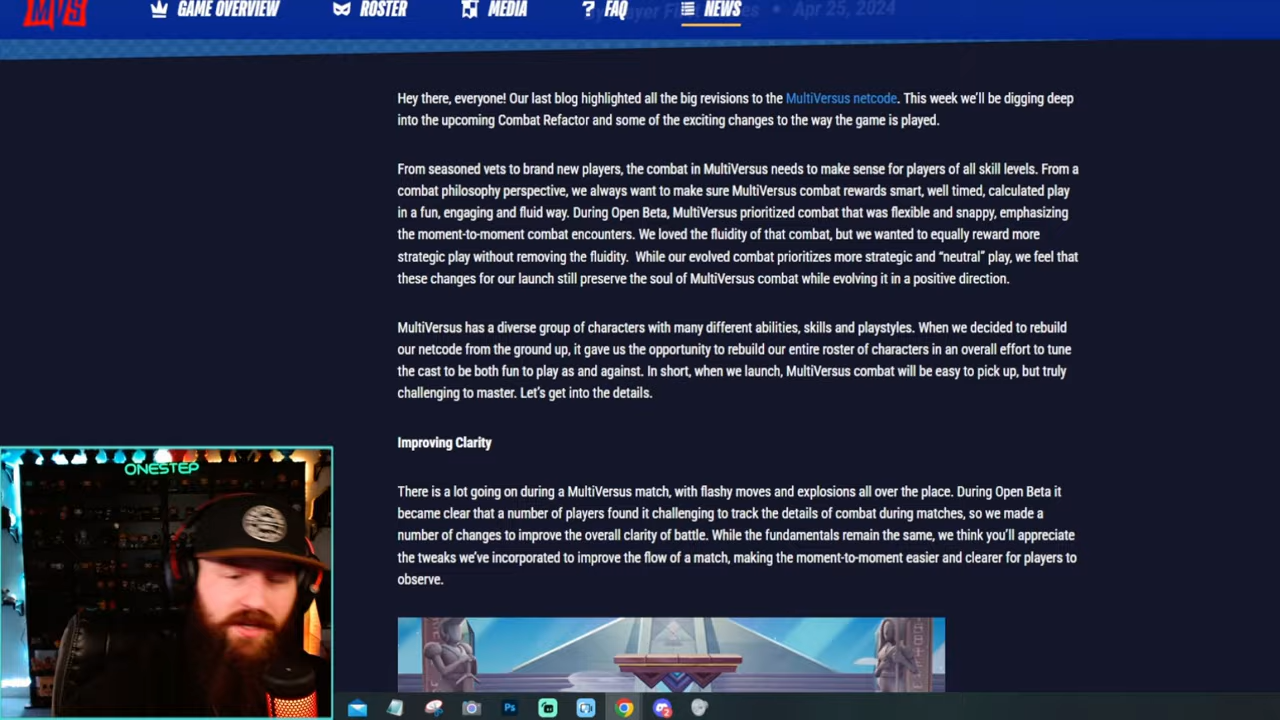 MVS
GAME OVERVIEW
ROSTER
MEDIA
FAQ
NEWS
Apr 25, 2024
Hey there, everyone! Our last blog highlighted all the big revisions to the MultiVersus netcode. This week we'll be digging deep
into the upcoming Combat Refactor and some of the exciting changes to the way the game is played.
From seasoned vets to brand new players, the combat in MultiVersus needs to make sense for players of all skill levels. From a
combat philosophy perspective, we always want to make sure MultiVersus combat rewards smart, well timed, calculated play
in a fun, engaging and fluid way. During Open Beta, MultiVersus prioritized combat that was flexible and snappy, emphasizing
the moment-to-moment combat encounters. We loved the fluidity of that combat, but we wanted to equally reward more
strategic play without removing the fluidity. While our evolved combat prioritizes more strategic and “neutral” play, we feel that
these changes for our launch still preserve the soul of MultiVersus combat while evolving it in a positive direction.
MultiVersus has a diverse group of characters with many different abilities, skills and playstyles. When we decided to rebuild
our netcode from the ground up, it gave us the opportunity to rebuild our entire roster of characters in an overall effort to tune
the cast to be both fun to play as and against. In short, when we launch, MultiVersus combat will be easy to pick up, but truly
challenging to master. Let's get into the details.
Improving Clarity
There is a lot going on during a MultiVersus match, with flashy moves and explosions all over the place. During Open Beta it
became clear that a number of players found it challenging to track the details of combat during matches, so we made a
number of changes to improve the overall clarity of battle. While the fundamentals remain the same, we think you'll appreciate
the tweaks we've incorporated to improve the flow of a match, making the moment-to-moment easier and clearer for players to
observe.
ONESTEP
Ps
2